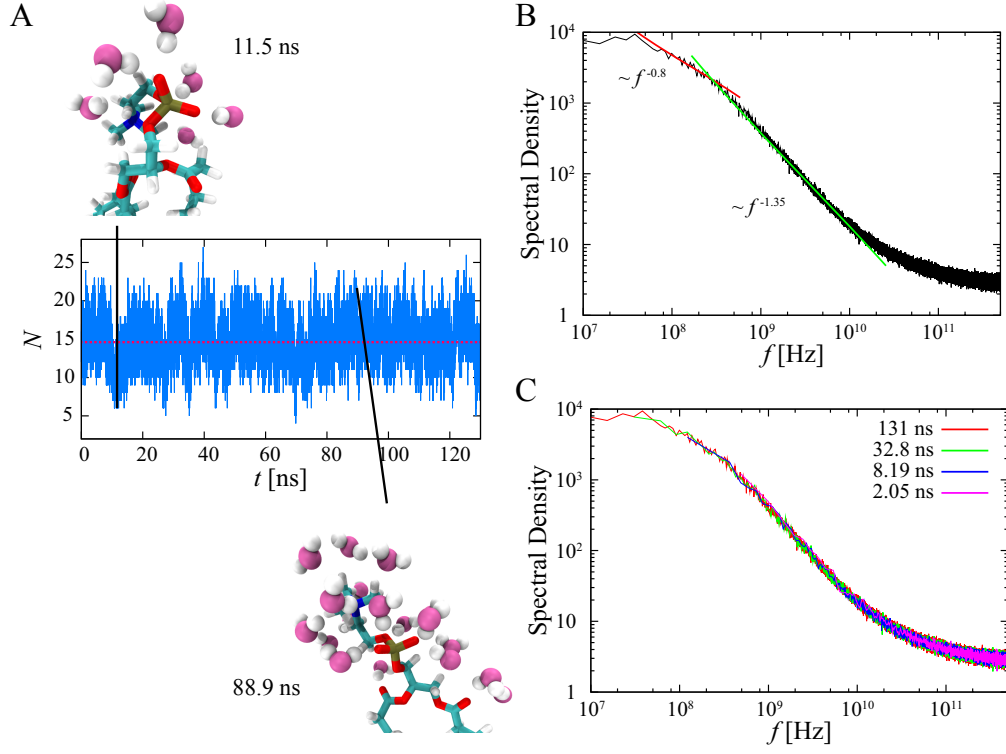 A
11.5 ns
N
25
20
15
10
5
0 20 40 60 80 100 120
t [ns]
88.9 ns
B
Spectral Density
10^4
10^3
10^2
10
1
~ f^-0.8
~ f^-1.35
10^7 10^8 10^9 10^10 10^11
f [Hz]
C
Spectral Density
10^4
10^3
10^2
10
1
131 ns
32.8 ns
8.19 ns
2.05 ns
10^7 10^8 10^9 10^10 10^11
f [Hz]